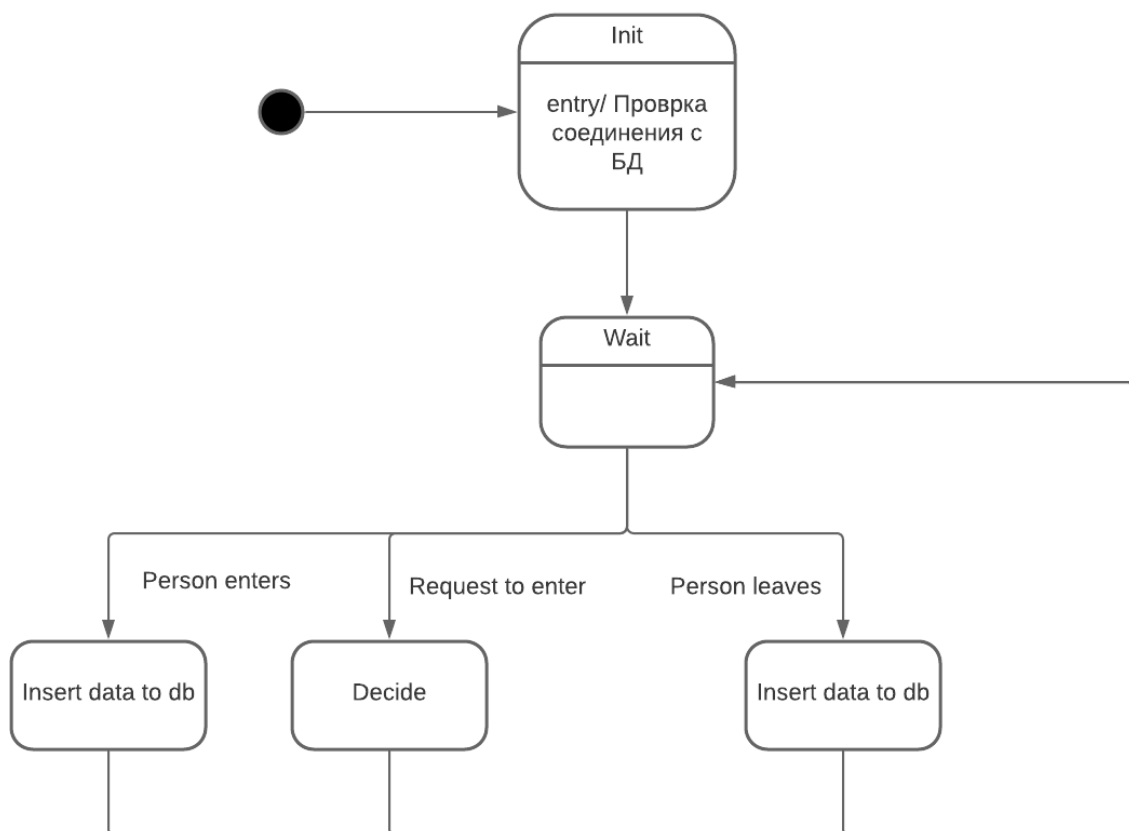 Init
entry/ Проврка
соединения с
БД
Wait
Person enters
Request to enter
Person leaves
Insert data to db
Decide
Insert data to db